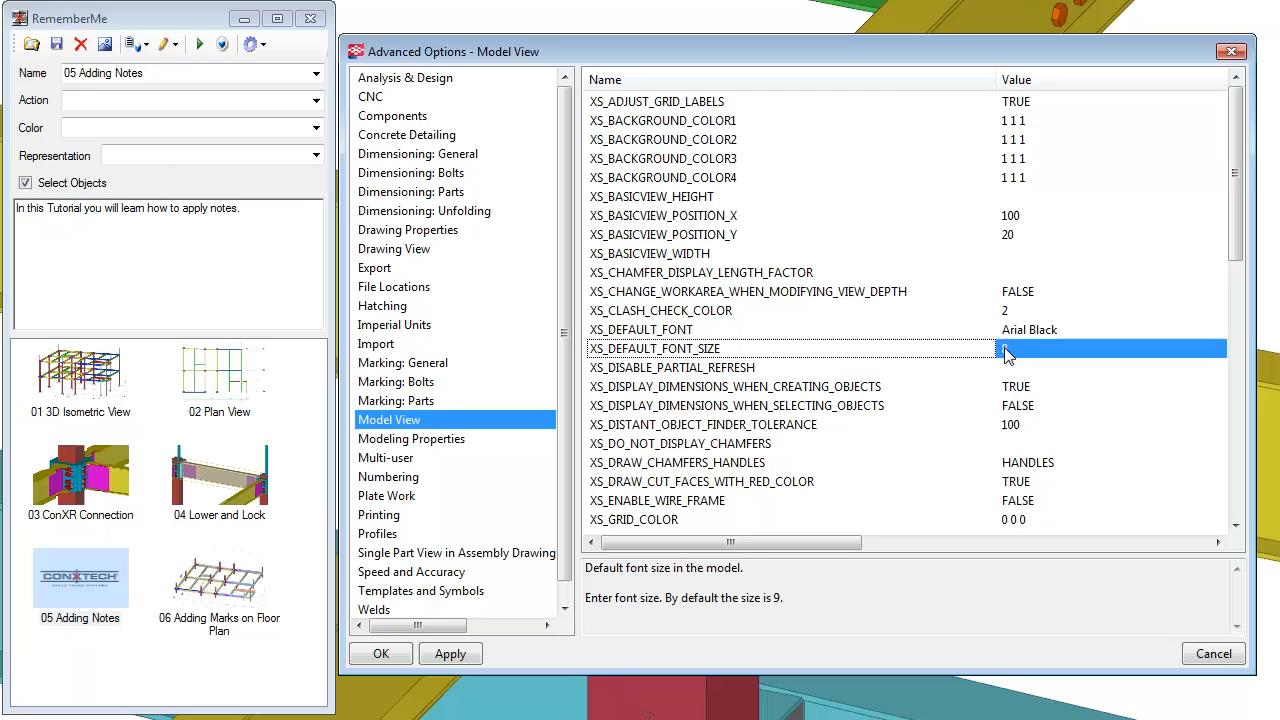 RememberMe
Name 05 Adding Notes
Action
Color
Representation
Select Objects
In this Tutorial you will learn how to apply notes.
01 3D Isometric View
02 Plan View
03 ConXR Connection
04 Lower and Lock
CONXTECH
05 Adding Notes
06 Adding Marks on Floor
Plan
Advanced Options - Model View
Analysis & Design
CNC
Components
Concrete Detailing
Dimensioning: General
Dimensioning: Bolts
Dimensioning: Parts
Dimensioning: Unfolding
Drawing Properties
Drawing View
Export
File Locations
Hatching
Imperial Units
Import
Marking: General
Marking: Bolts
Marking: Parts
Model View
Modeling Properties
Multi-user
Numbering
Plate Work
Printing
Profiles
Single Part View in Assembly Drawing
Speed and Accuracy
Templates and Symbols
Welds
Name Value
XS_ADJUST_GRID_LABELS TRUE
XS_BACKGROUND_COLOR1 1 1 1
XS_BACKGROUND_COLOR2 1 1 1
XS_BACKGROUND_COLOR3 1 1 1
XS_BACKGROUND_COLOR4 1 1 1
XS_BASICVIEW_HEIGHT
XS_BASICVIEW_POSITION_X 100
XS_BASICVIEW_POSITION_Y 20
XS_BASICVIEW_WIDTH
XS_CHAMFER_DISPLAY_LENGTH_FACTOR
XS_CHANGE_WORKAREA_WHEN_MODIFYING_VIEW_DEPTH FALSE
XS_CLASH_CHECK_COLOR 2
XS_DEFAULT_FONT Arial Black
XS_DEFAULT_FONT_SIZE
XS_DISABLE_PARTIAL_REFRESH
XS_DISPLAY_DIMENSIONS_WHEN_CREATING_OBJECTS TRUE
XS_DISPLAY_DIMENSIONS_WHEN_SELECTING_OBJECTS FALSE
XS_DISTANT_OBJECT_FINDER_TOLERANCE 100
XS_DO_NOT_DISPLAY_CHAMFERS
XS_DRAW_CHAMFERS_HANDLES HANDLES
XS_DRAW_CUT_FACES_WITH_RED_COLOR TRUE
XS_ENABLE_WIRE_FRAME FALSE
XS_GRID_COLOR 0 0 0
Default font size in the model.
Enter font size. By default the size is 9.
OK
Apply
Cancel